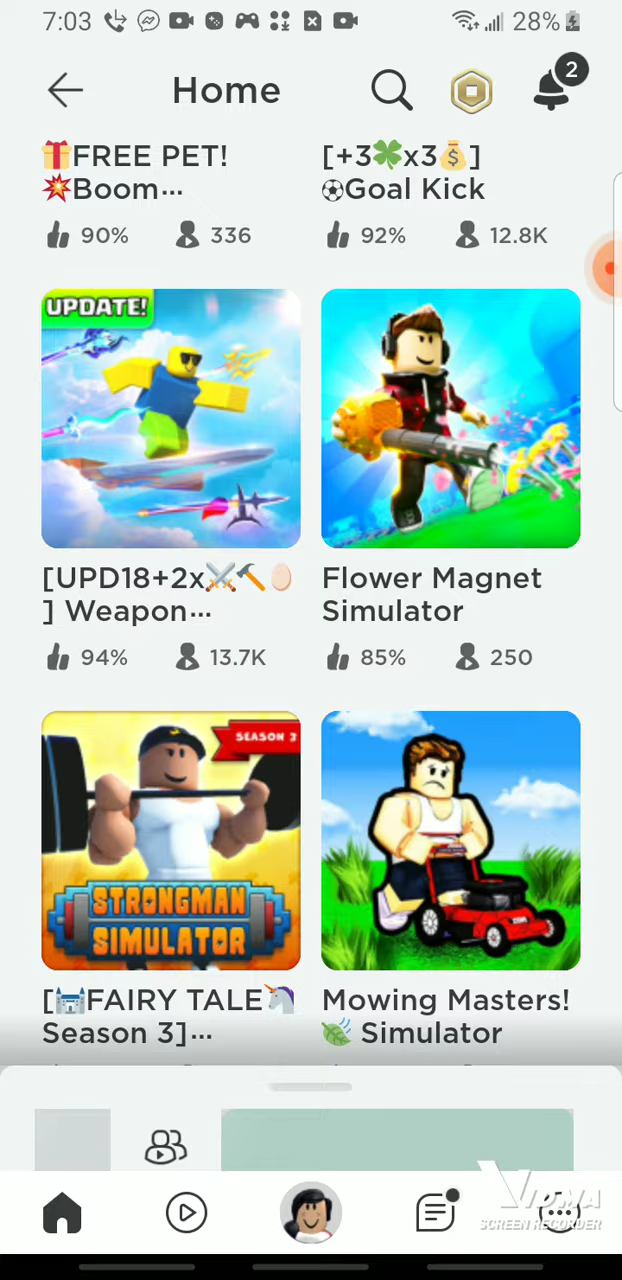 7:03
28%
Home
2
🎁FREE PET!
💥Boom...
90%
336
[+3🍀x3💰]
⚽Goal Kick
92%
12.8K
UPDATE!
[UPD18+2x⚔️🔨🥚
] Weapon...
94%
13.7K
Flower Magnet
Simulator
85%
250
SEASON 3
STRONGMAN
SIMULATOR
[🏰FAIRY TALE🦄
Season 3]...
Mowing Masters!
🍃 Simulator
VIDMA
SCREEN RECORDER